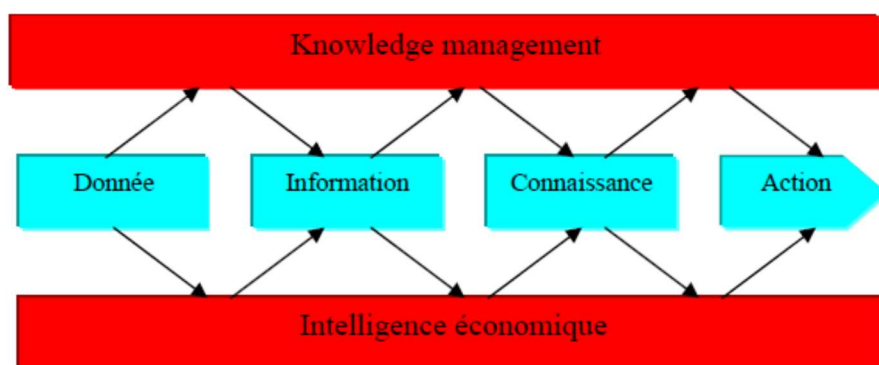 Knowledge management
Donnée
Information
Connaissance
Action
Intelligence économique